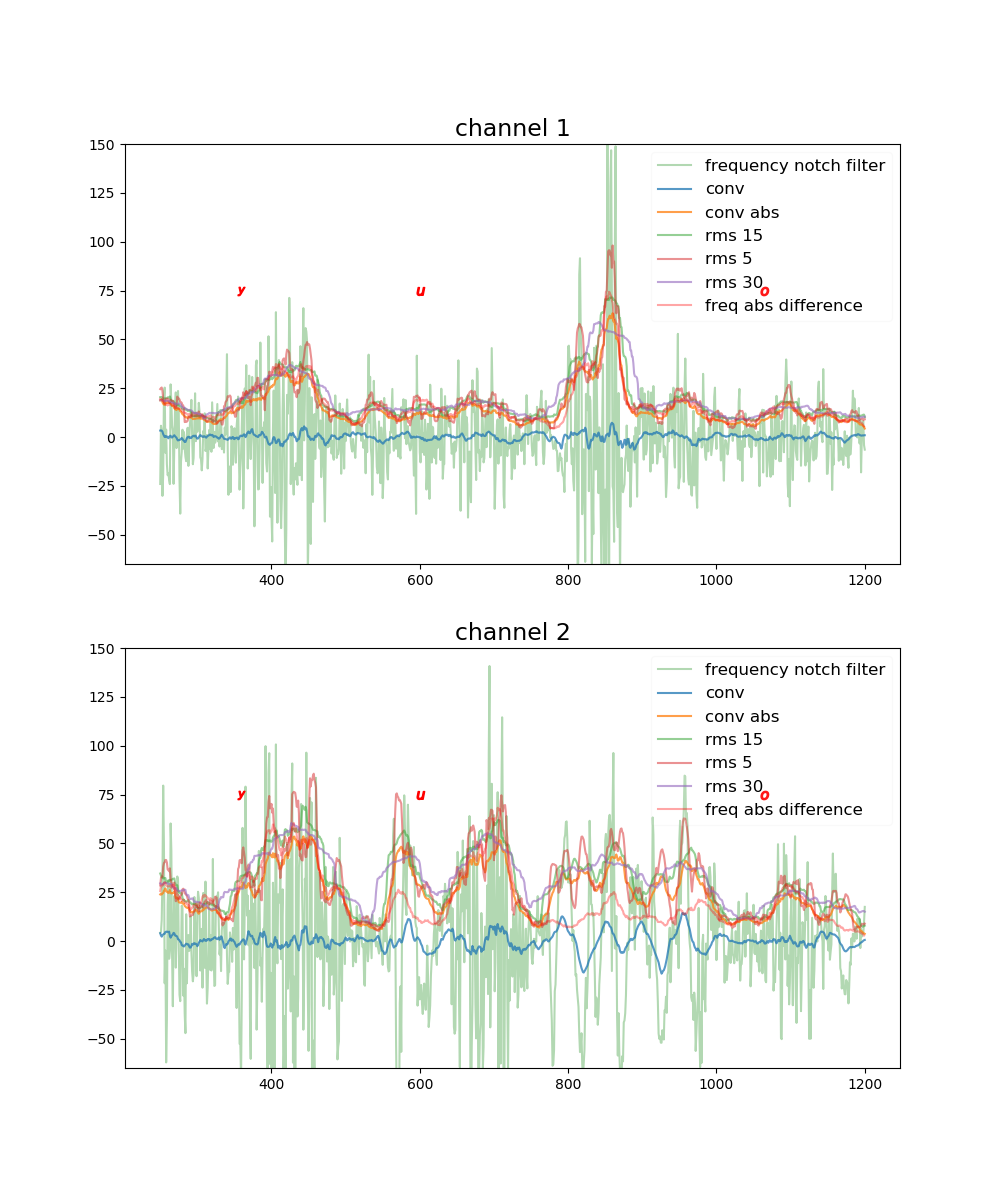 channel 1
150
125
100
75
50
25
0
−25
−50
400
600
800
1000
1200
y
u
o
frequency notch filter
conv
conv abs
rms 15
rms 5
rms 30
freq abs difference
channel 2
150
125
100
75
50
25
0
−25
−50
400
600
800
1000
1200
y
u
o
frequency notch filter
conv
conv abs
rms 15
rms 5
rms 30
freq abs difference